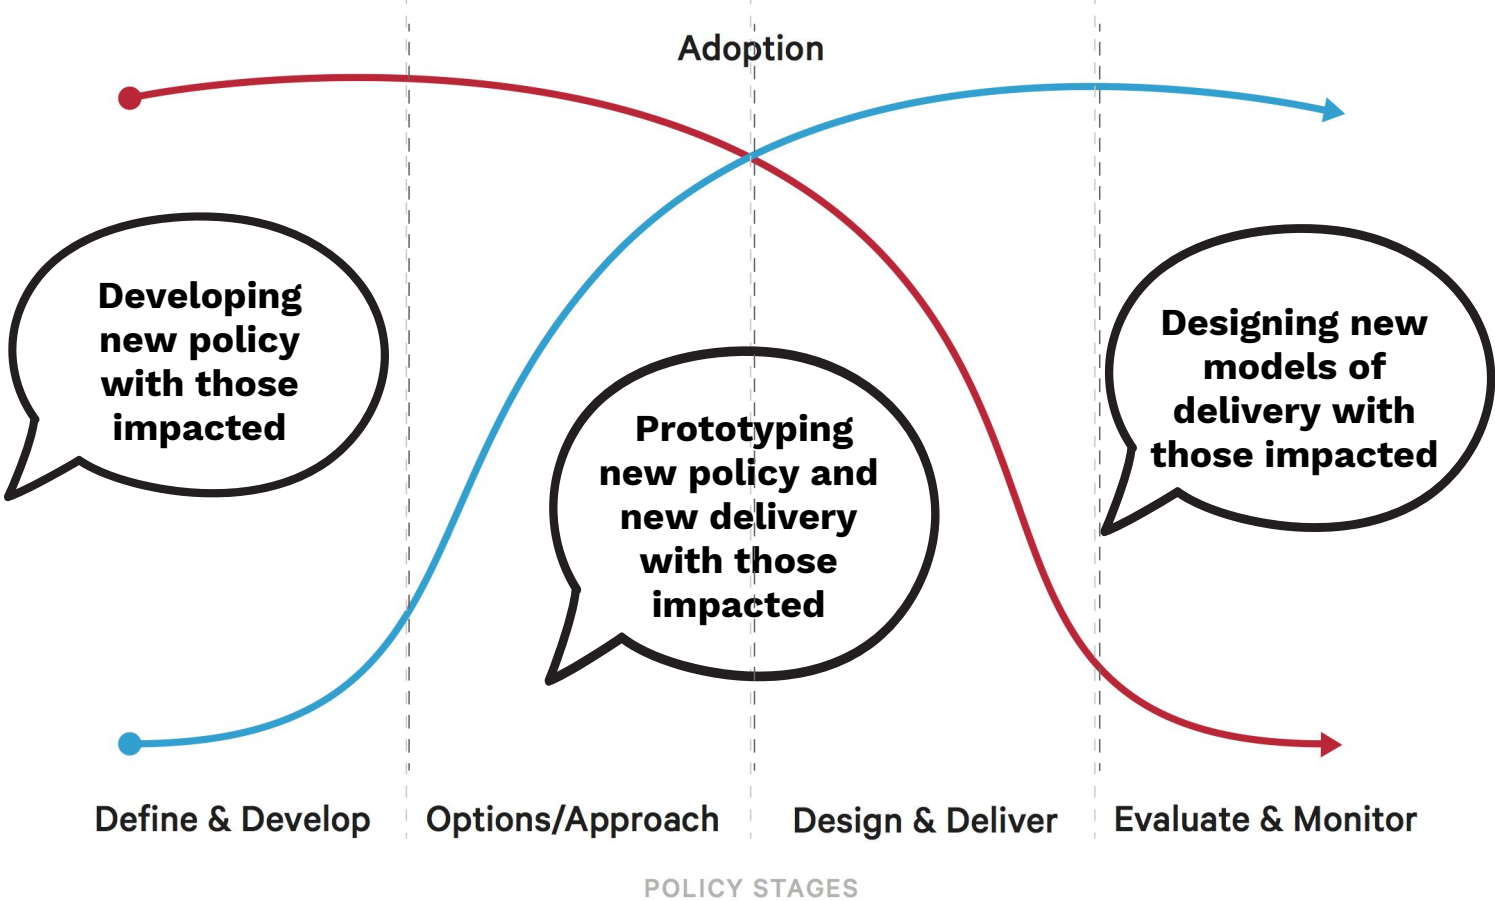 Adoption
Developing
new policy
with those
impacted
Prototyping
new policy and
new delivery
with those
impacted
Designing new
models of
delivery with
those impacted
Define & Develop
Options/Approach
Design & Deliver
Evaluate & Monitor
POLICY STAGES